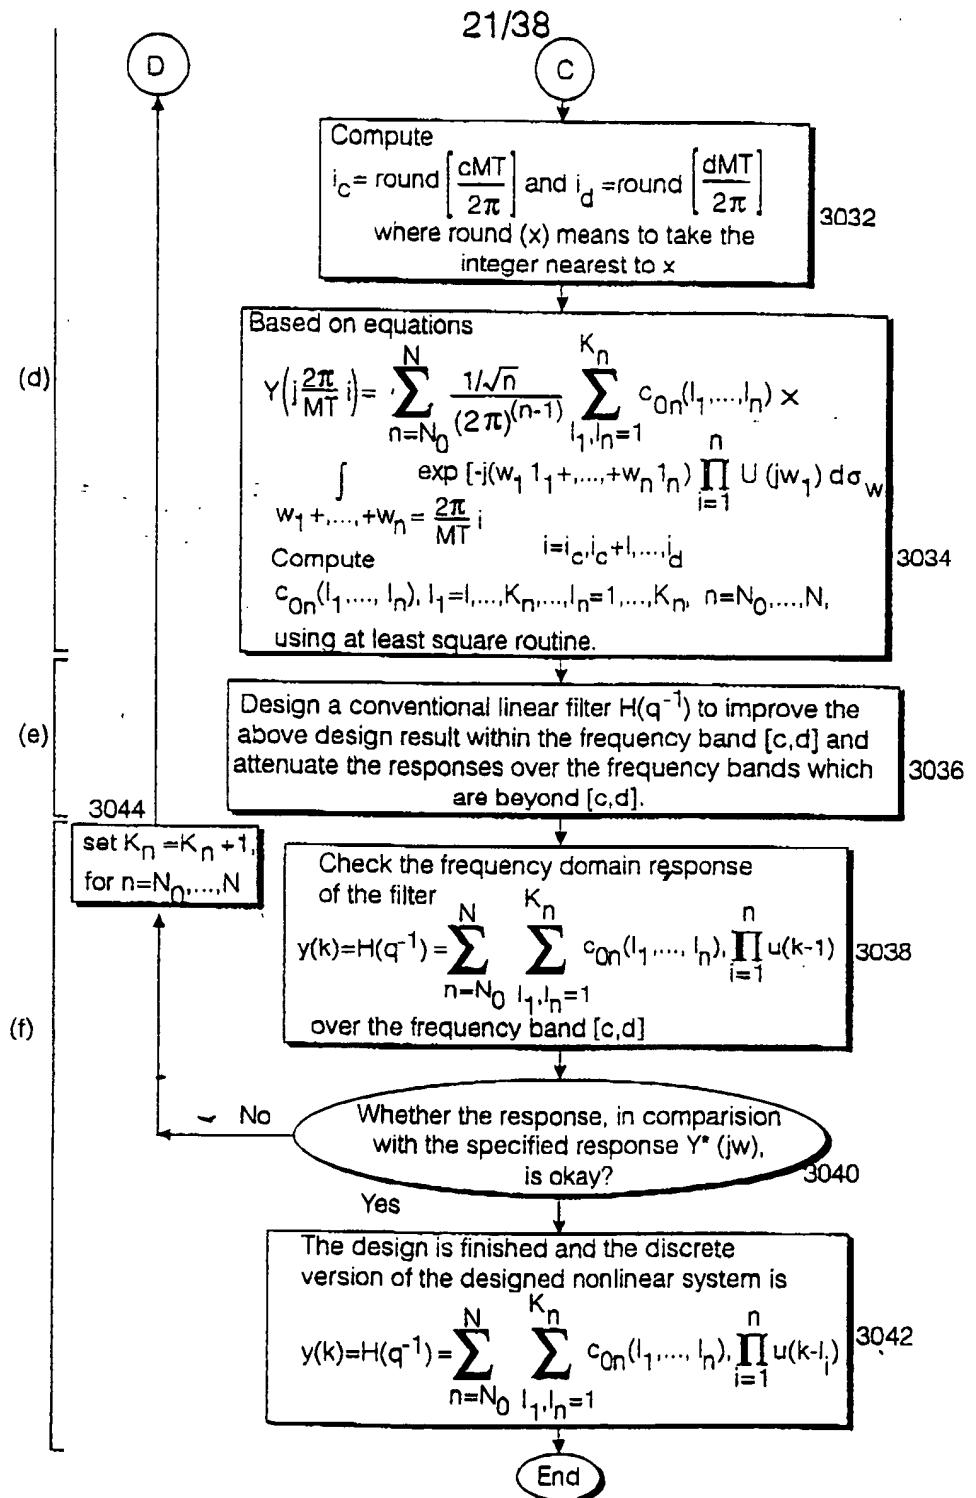 21/38
D
C
Compute
i_c = round [cMT/2π] and i_d =round [dMT/2π]
where round (x) means to take the
integer nearest to x
3032
(d)
Based on equations
Y(j 2π/MT i)= ∑_{n=N_0}^{N} 1/√n/(2π)^(n-1) ∑_{l_1,l_n=1}^{K_n} c_{0n}(l_1,...,l_n) ×
∫_{w_1+,...,+w_n = 2π/MT i} exp [-j(w_1 1_1+,...,+w_n 1_n) ∏_{i=1}^{n} U (jw_1) dσ_w
i=i_c,i_c+l,...,i_d
Compute
c_{0n}(l_1,..., l_n), l_1=l,...,K_n,...,l_n=1,...,K_n, n=N_0,...,N,
using at least square routine.
3034
(e)
Design a conventional linear filter H(q^-1) to improve the
above design result within the frequency band [c,d] and
attenuate the responses over the frequency bands which
are beyond [c,d].
3036
3044
set K_n =K_n +1,
for n=N_0,...,N
(f)
Check the frequency domain response
of the filter
y(k)=H(q^-1) = ∑_{n=N_0}^{N} ∑_{l_1,l_n=1}^{K_n} c_{0n}(l_1,..., l_n), ∏_{i=1}^{n} u(k-1)
over the frequency band [c,d]
3038
No
Whether the response, in comparision
with the specified response Y* (jw),
is okay?
3040
Yes
The design is finished and the discrete
version of the designed nonlinear system is
y(k)=H(q^-1) = ∑_{n=N_0}^{N} ∑_{l_1,l_n=1}^{K_n} c_{0n}(l_1,..., l_n), ∏_{i=1}^{n} u(k-l_i)
3042
End